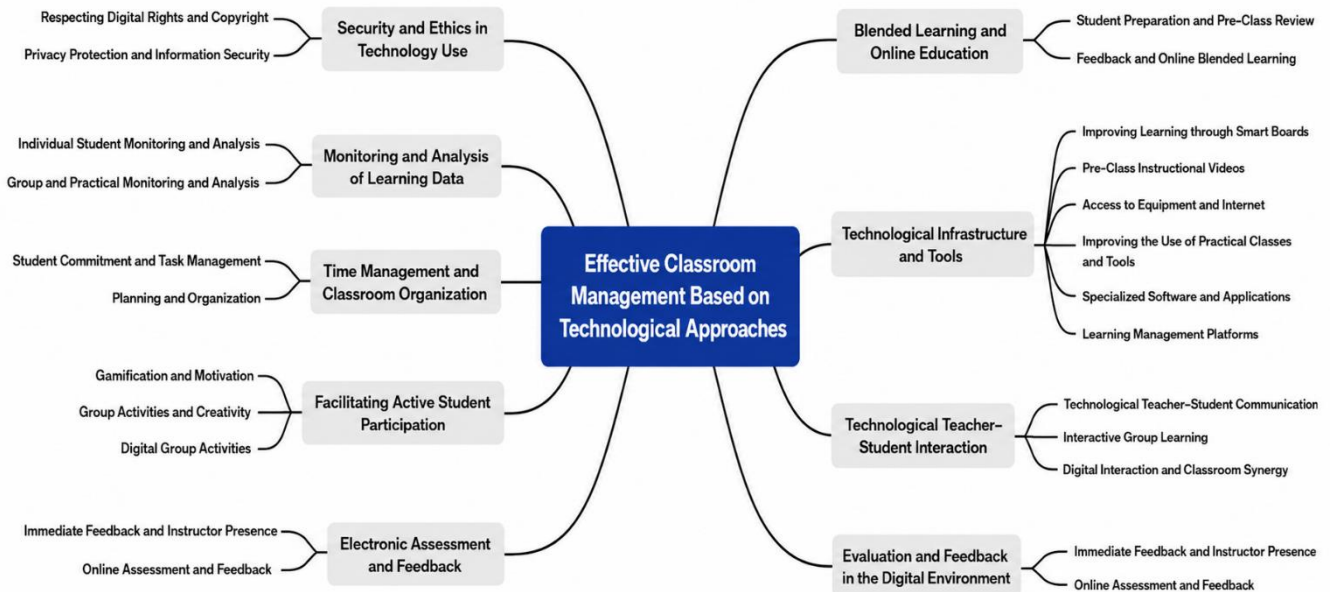 Respecting Digital Rights and Copyright
Privacy Protection and Information Security
Security and Ethics in
Technology Use
Individual Student Monitoring and Analysis
Group and Practical Monitoring and Analysis
Monitoring and Analysis
of Learning Data
Student Commitment and Task Management
Planning and Organization
Time Management and
Classroom Organization
Gamification and Motivation
Group Activities and Creativity
Digital Group Activities
Facilitating Active Student
Participation
Immediate Feedback and Instructor Presence
Online Assessment and Feedback
Electronic Assessment
and Feedback
Effective Classroom
Management Based on
Technological Approaches
Blended Learning and
Online Education
Student Preparation and Pre-Class Review
Feedback and Online Blended Learning
Technological Infrastructure
and Tools
Improving Learning through Smart Boards
Pre-Class Instructional Videos
Access to Equipment and Internet
Improving the Use of Practical Classes
and Tools
Specialized Software and Applications
Learning Management Platforms
Technological Teacher–
Student Interaction
Technological Teacher–Student Communication
Interactive Group Learning
Digital Interaction and Classroom Synergy
Evaluation and Feedback
in the Digital Environment
Immediate Feedback and Instructor Presence
Online Assessment and Feedback